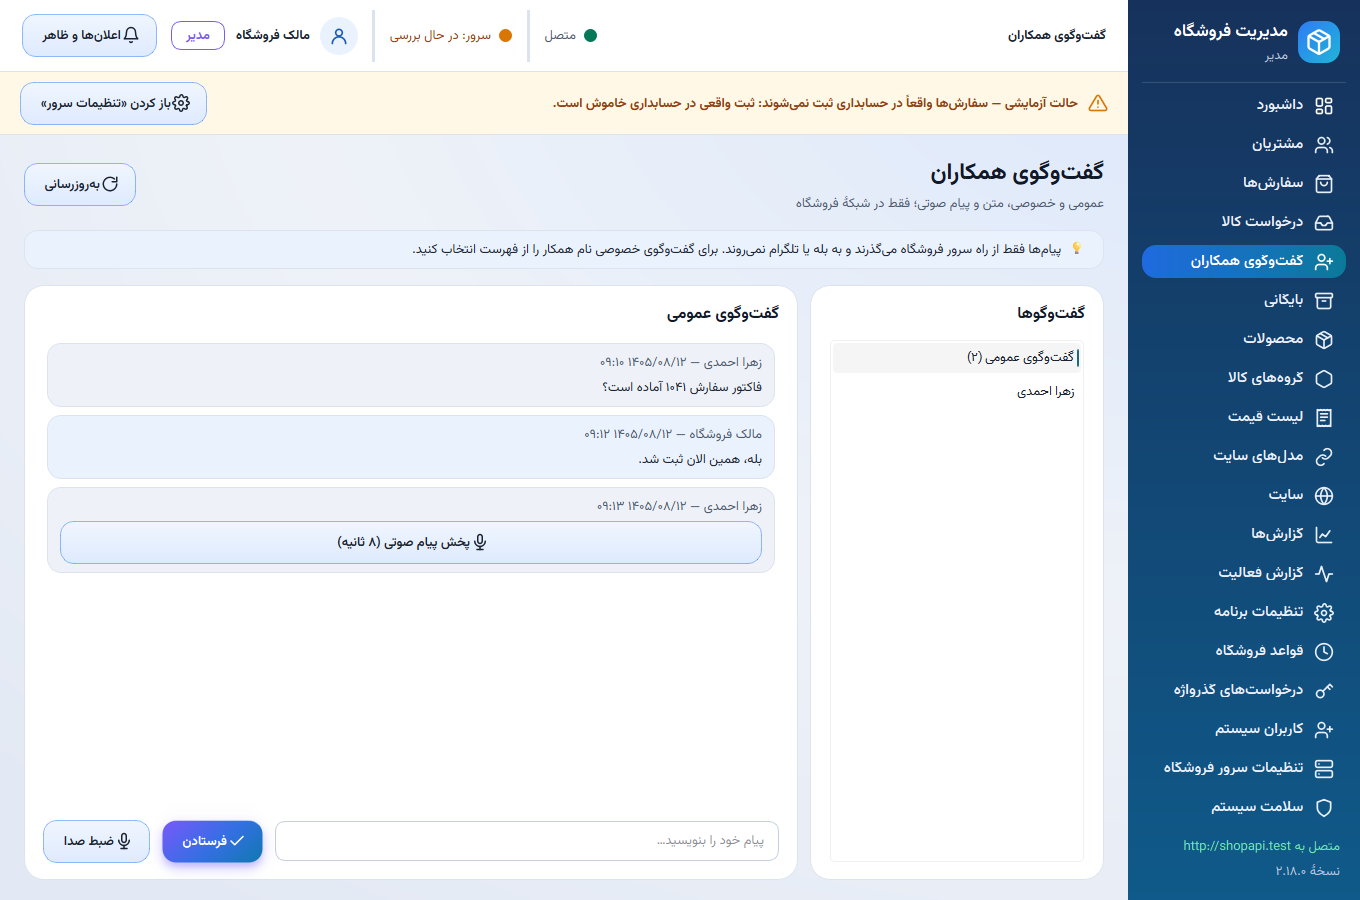 مدیریت فروشگاه
مدیر
داشبورد
مشتریان
سفارش‌ها
درخواست کالا
گفت‌وگوی همکاران
بایگانی
محصولات
گروه‌های کالا
لیست قیمت
مدل‌های سایت
سایت
گزارش‌ها
گزارش فعالیت
تنظیمات برنامه
قواعد فروشگاه
درخواست‌های گذرواژه
کاربران سیستم
تنظیمات سرور فروشگاه
سلامت سیستم
متصل به http://shopapi.test
نسخهٔ ۲.۱۸.۰
گفت‌وگوی همکاران
متصل
سرور: در حال بررسی
مالک فروشگاه
مدیر
اعلان‌ها و ظاهر
حالت آزمایشی — سفارش‌ها واقعاً در حسابداری ثبت نمی‌شوند: ثبت واقعی در حسابداری خاموش است.
باز کردن «تنظیمات سرور»
گفت‌وگوی همکاران
عمومی و خصوصی، متن و پیام صوتی؛ فقط در شبکهٔ فروشگاه
به‌روزرسانی
پیام‌ها فقط از راه سرور فروشگاه می‌گذرند و به بله یا تلگرام نمی‌روند. برای گفت‌وگوی خصوصی نام همکار را از فهرست انتخاب کنید.
گفت‌وگوها
گفت‌وگوی عمومی (۲)
زهرا احمدی
گفت‌وگوی عمومی
زهرا احمدی — ۱۴۰۵/۰۸/۱۲ ۰۹:۱۰
فاکتور سفارش ۱۰۴۱ آماده است؟
مالک فروشگاه — ۱۴۰۵/۰۸/۱۲ ۰۹:۱۲
بله، همین الان ثبت شد.
زهرا احمدی — ۱۴۰۵/۰۸/۱۲ ۰۹:۱۳
پخش پیام صوتی (۸ ثانیه)
پیام خود را بنویسید...
فرستادن
ضبط صدا